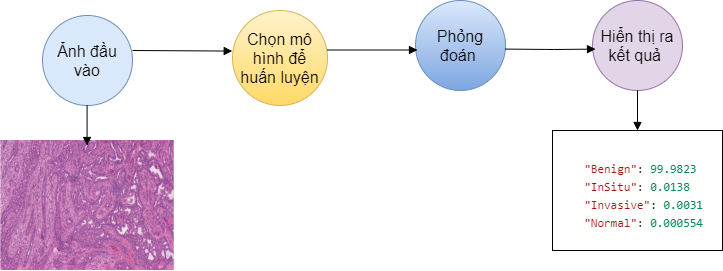 Ảnh đầu
vào
Chọn mô
hình để
huấn luyện
Phỏng
đoán
Hiển thị ra
kết quả
"Benign": 99.9823
"InSitu": 0.0138
"Invasive": 0.0031
"Normal": 0.000554